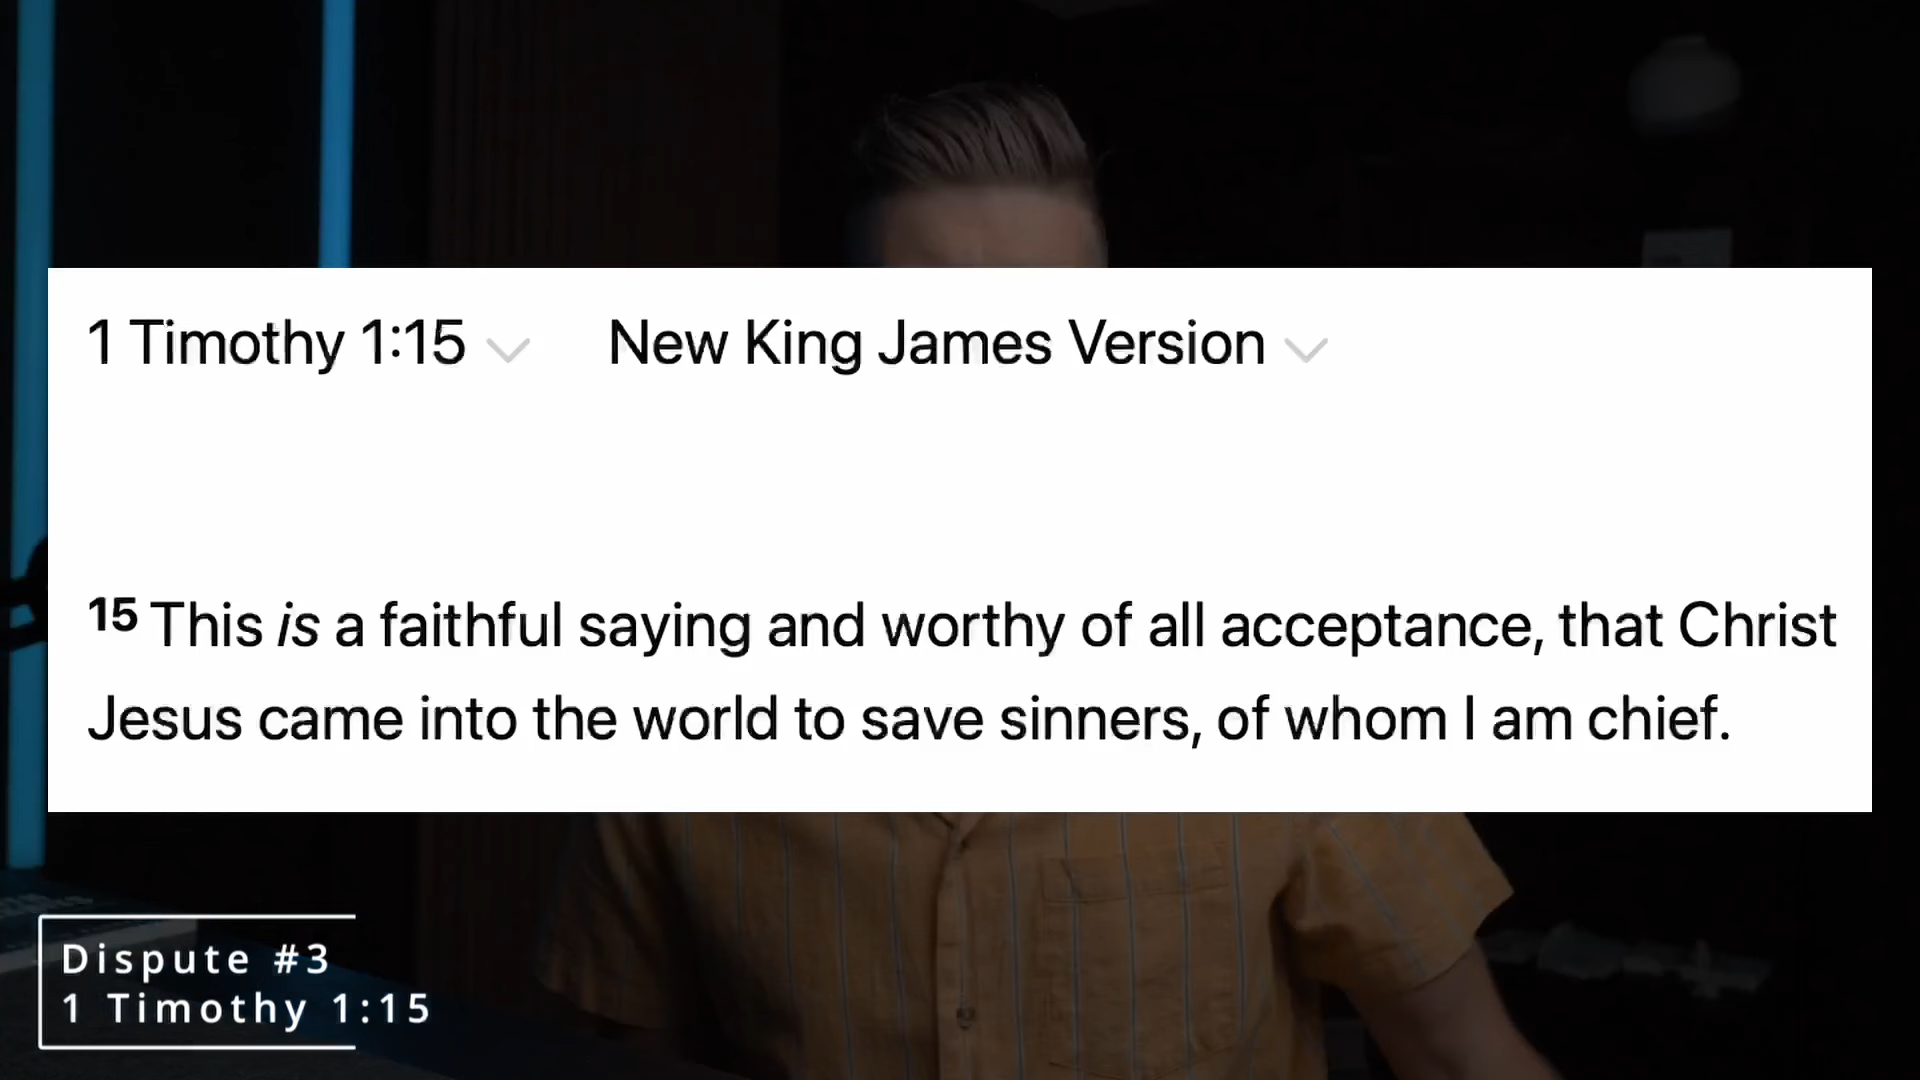 1 Timothy 1:15 New King James Version
15 This is a faithful saying and worthy of all acceptance, that Christ
Jesus came into the world to save sinners, of whom I am chief.
Dispute #3
1 Timothy 1:15